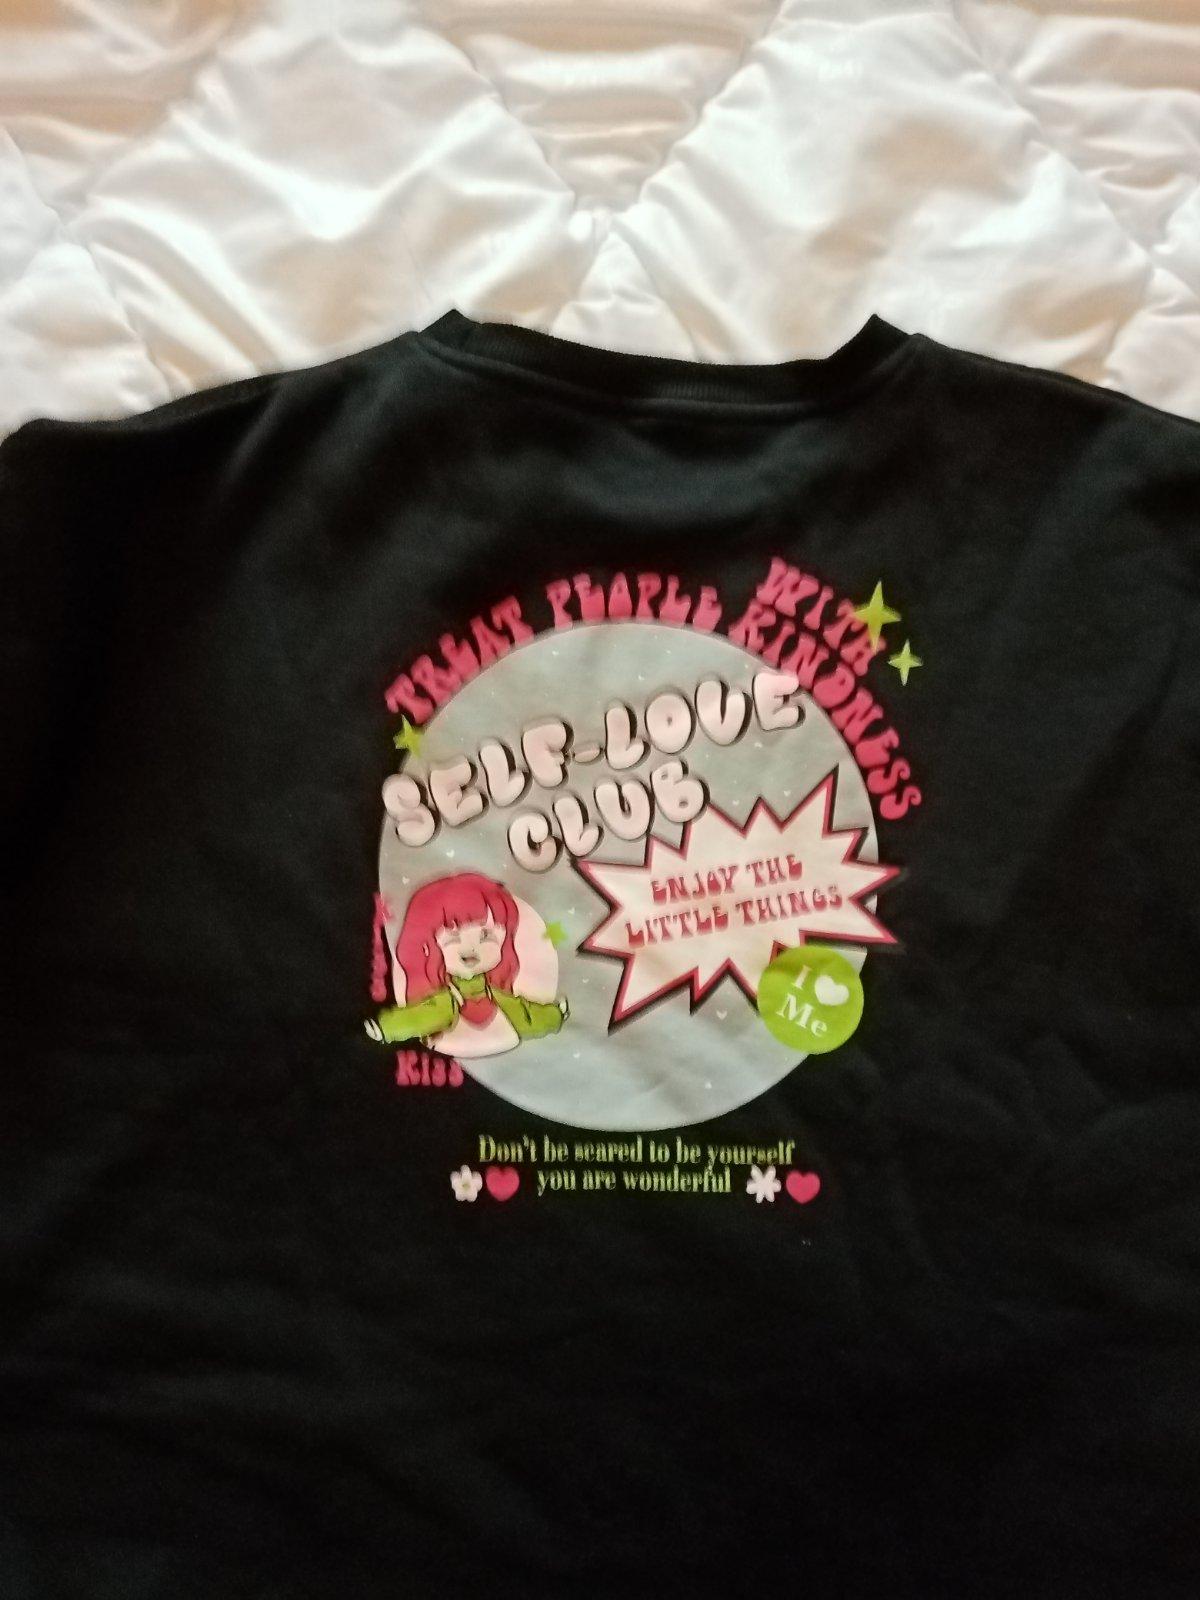 TREAT PEOPLE WITH KINDNESS
SELF-LOVE
CLUB
ENJOY THE
LITTLE THINGS
I ♥
Me
Kiss
Don't be scared to be yourself
you are wonderful